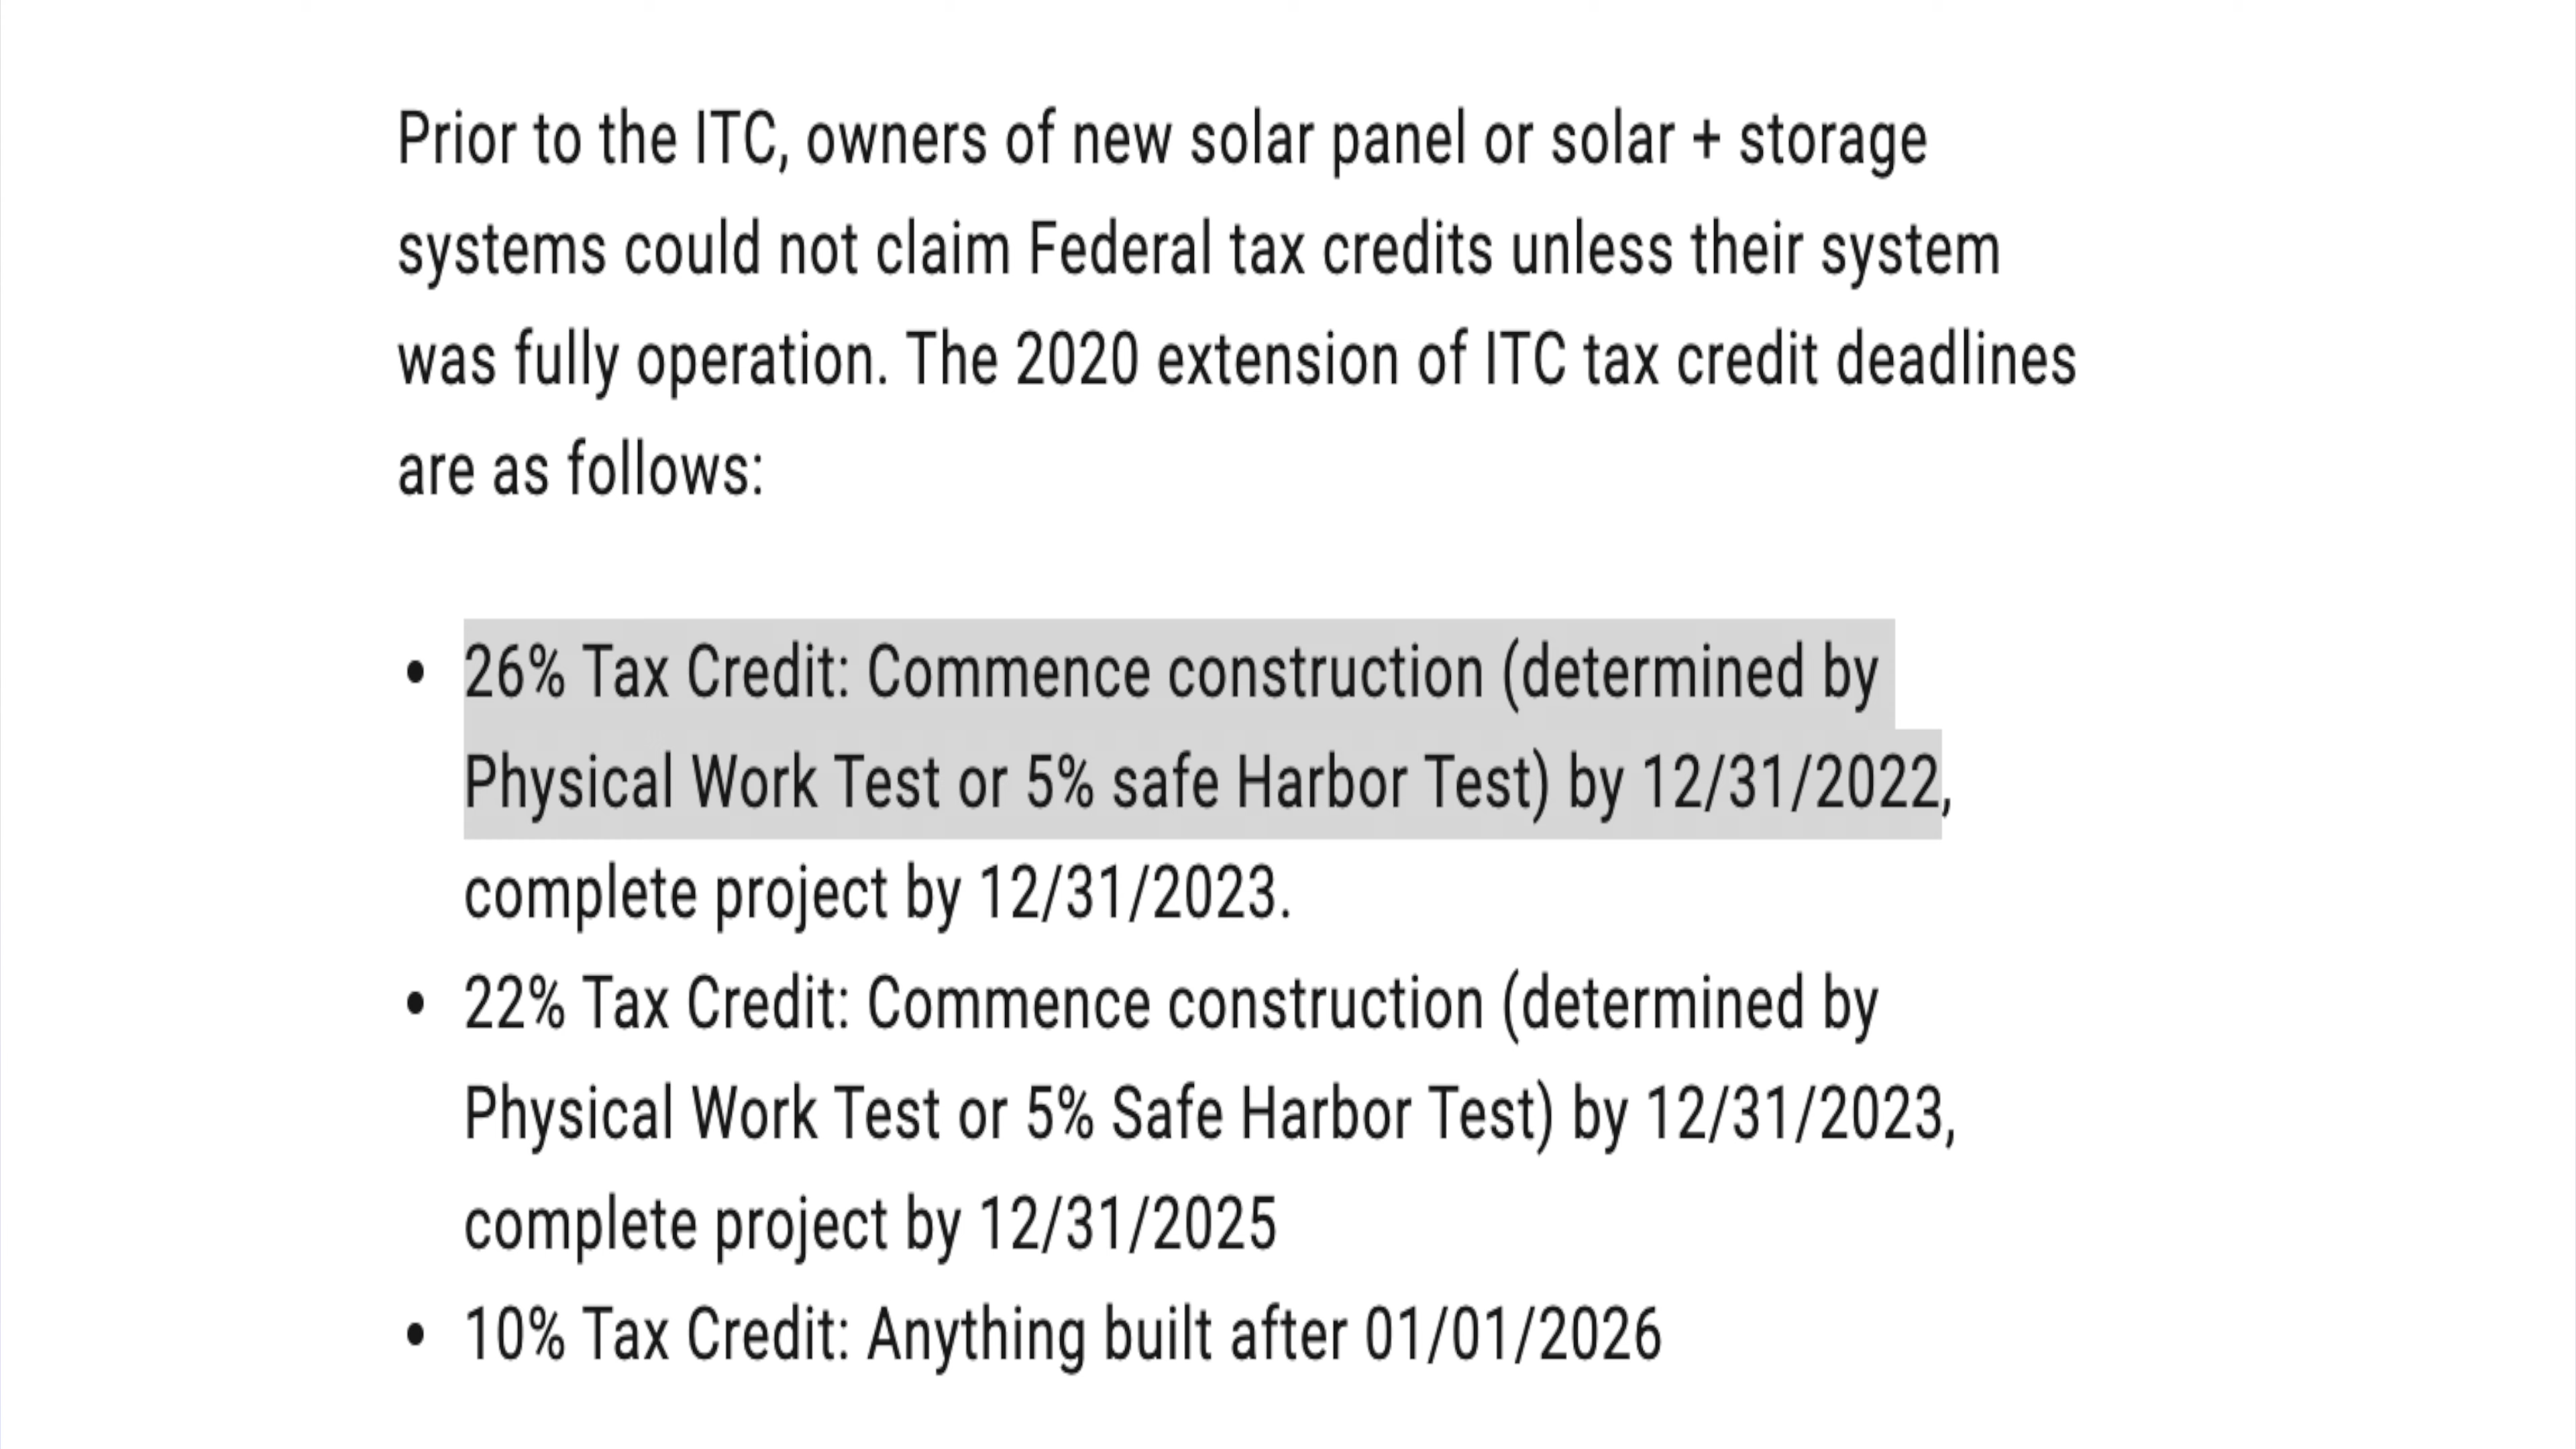 Prior to the ITC, owners of new solar panel or solar + storage
systems could not claim Federal tax credits unless their system
was fully operation. The 2020 extension of ITC tax credit deadlines
are as follows:
• 26% Tax Credit: Commence construction (determined by
Physical Work Test or 5% safe Harbor Test) by 12/31/2022,
complete project by 12/31/2023.
• 22% Tax Credit: Commence construction (determined by
Physical Work Test or 5% Safe Harbor Test) by 12/31/2023,
complete project by 12/31/2025
• 10% Tax Credit: Anything built after 01/01/2026